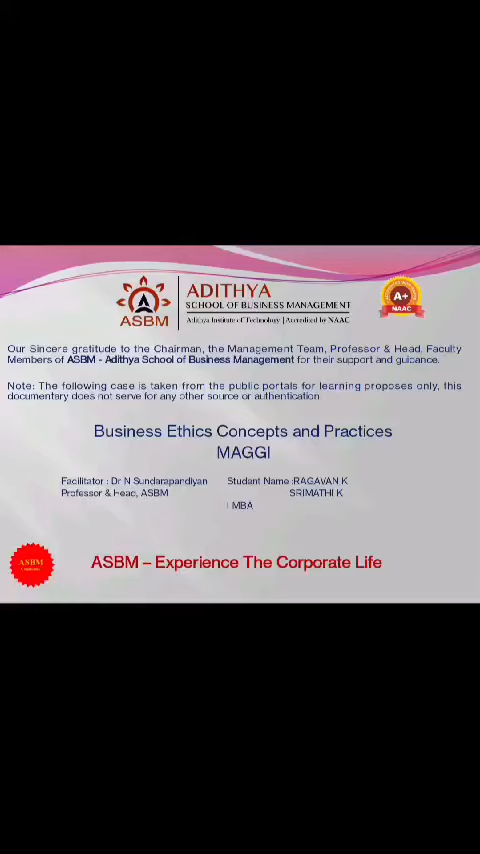 ASBM
ADITHYA
SCHOOL OF BUSINESS MANAGEMENT
Adithya Institute of Technology | Accredited by NAAC
A+
NAAC
Our Sincere gratitude to the Chairman, the Management Team, Professor & Head, Faculty
Members of ASBM - Adithya School of Business Management for their support and guidance.
Note: The following case is taken from the public portals for learning proposes only, this
documentary does not serve for any other source or authentication
Business Ethics Concepts and Practices
MAGGI
Facilitator : Dr N Sundarapandiyan
Professor & Head, ASBM
Student Name :RAGAVAN K
SRIMATHI K
I MBA
ASBM
ASBM – Experience The Corporate Life